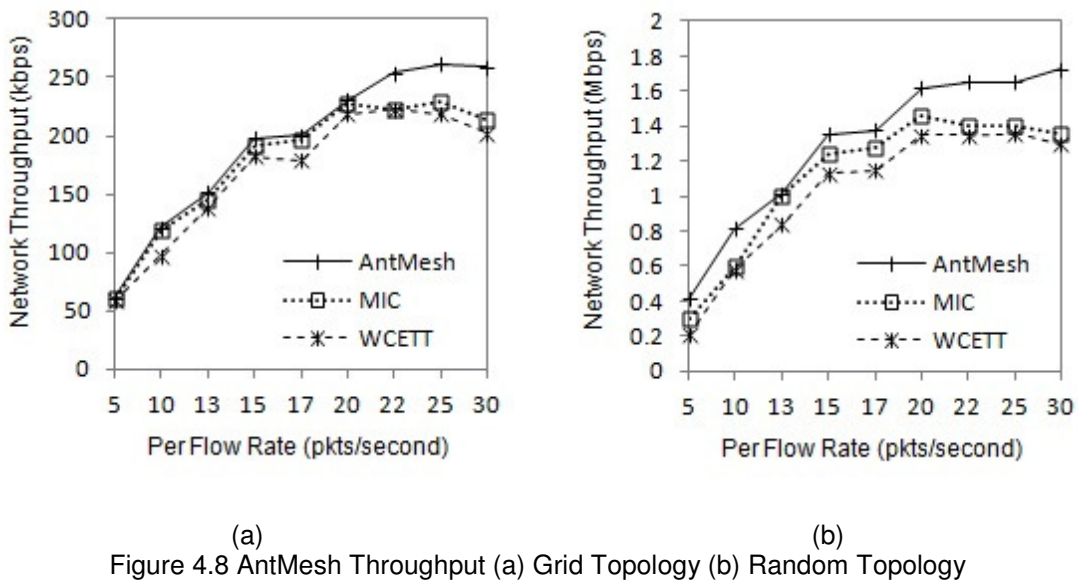 300
250
200
150
100
50
0
Network Throughput (kbps)
AntMesh
MIC
WCETT
5 10 13 15 17 20 22 25 30
Per Flow Rate (pkts/second)
2
1.8
1.6
1.4
1.2
1
0.8
0.6
0.4
0.2
0
Network Throughput (Mbps)
AntMesh
MIC
WCETT
5 10 13 15 17 20 22 25 30
Per Flow Rate (pkts/second)
(a) (b)
Figure 4.8 AntMesh Throughput (a) Grid Topology (b) Random Topology